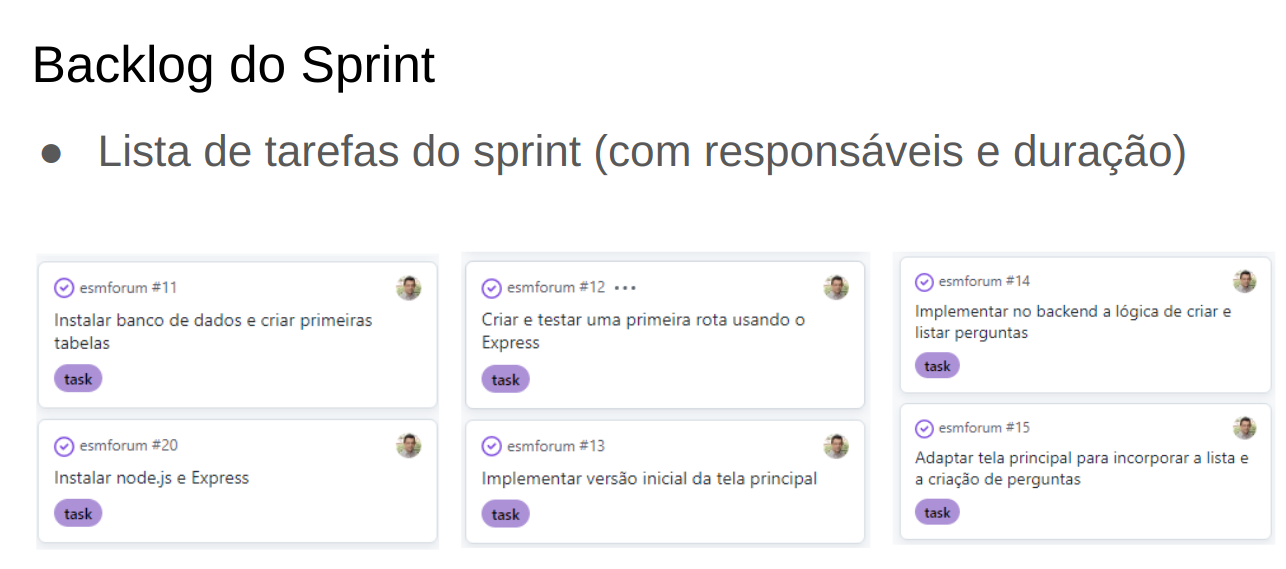 Backlog do Sprint
● Lista de tarefas do sprint (com responsáveis e duração)
esmforum #11
Instalar banco de dados e criar primeiras
tabelas
task
esmforum #20
Instalar node.js e Express
task
esmforum #12 ...
Criar e testar uma primeira rota usando o
Express
task
esmforum #13
Implementar versão inicial da tela principal
task
esmforum #14
Implementar no backend a lógica de criar e
listar perguntas
task
esmforum #15
Adaptar tela principal para incorporar a lista e
a criação de perguntas
task